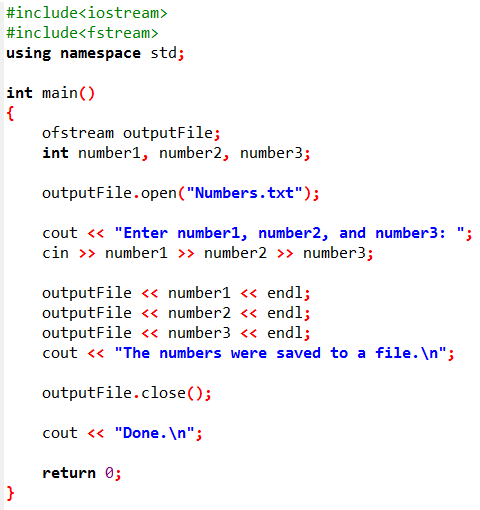 #include<iostream>
#include<fstream>
using namespace std;
int main()
{
    ofstream outputFile;
    int number1, number2, number3;
    outputFile.open("Numbers.txt");
    cout << "Enter number1, number2, and number3: ";
    cin >> number1 >> number2 >> number3;
    outputFile << number1 << endl;
    outputFile << number2 << endl;
    outputFile << number3 << endl;
    cout << "The numbers were saved to a file.\n";
    outputFile.close();
    cout << "Done.\n";
    return 0;
}